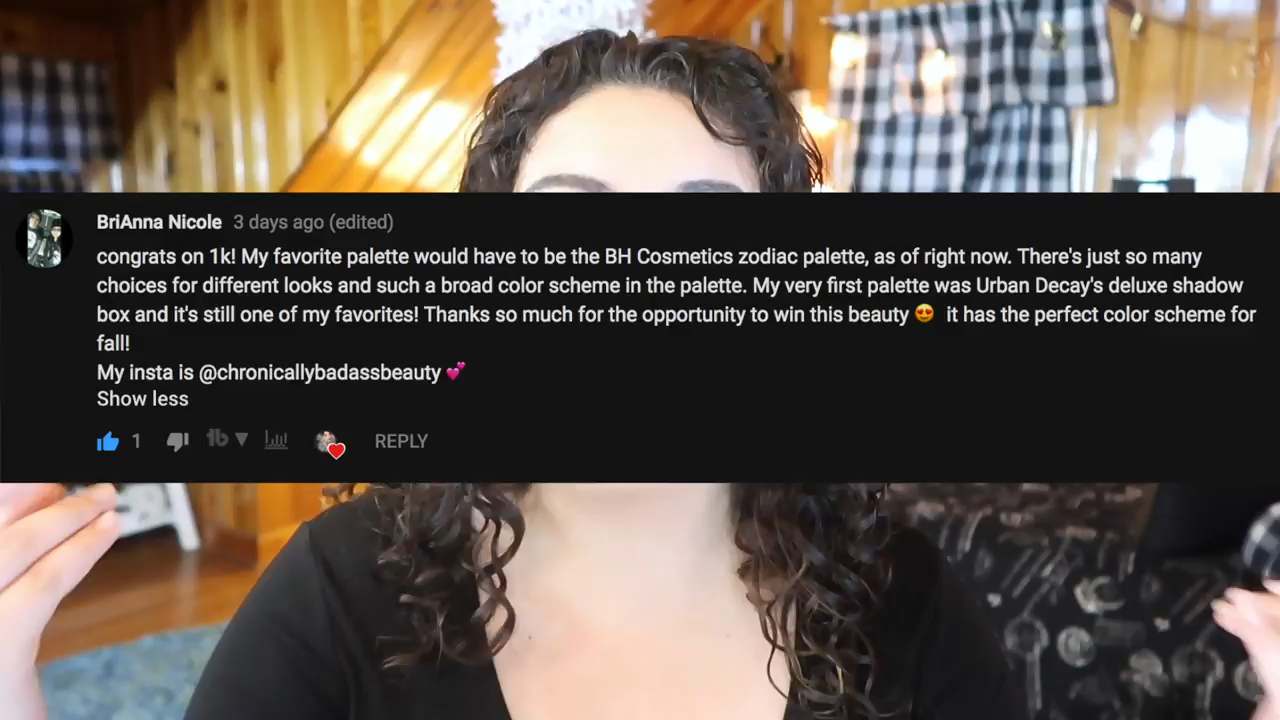 BriAnna Nicole 3 days ago (edited)
congrats on 1k! My favorite palette would have to be the BH Cosmetics zodiac palette, as of right now. There's just so many
choices for different looks and such a broad color scheme in the palette. My very first palette was Urban Decay's deluxe shadow
box and it's still one of my favorites! Thanks so much for the opportunity to win this beauty 😍 it has the perfect color scheme for
fall!
My insta is @chronicallybadassbeauty 💕
Show less
1 tb REPLY